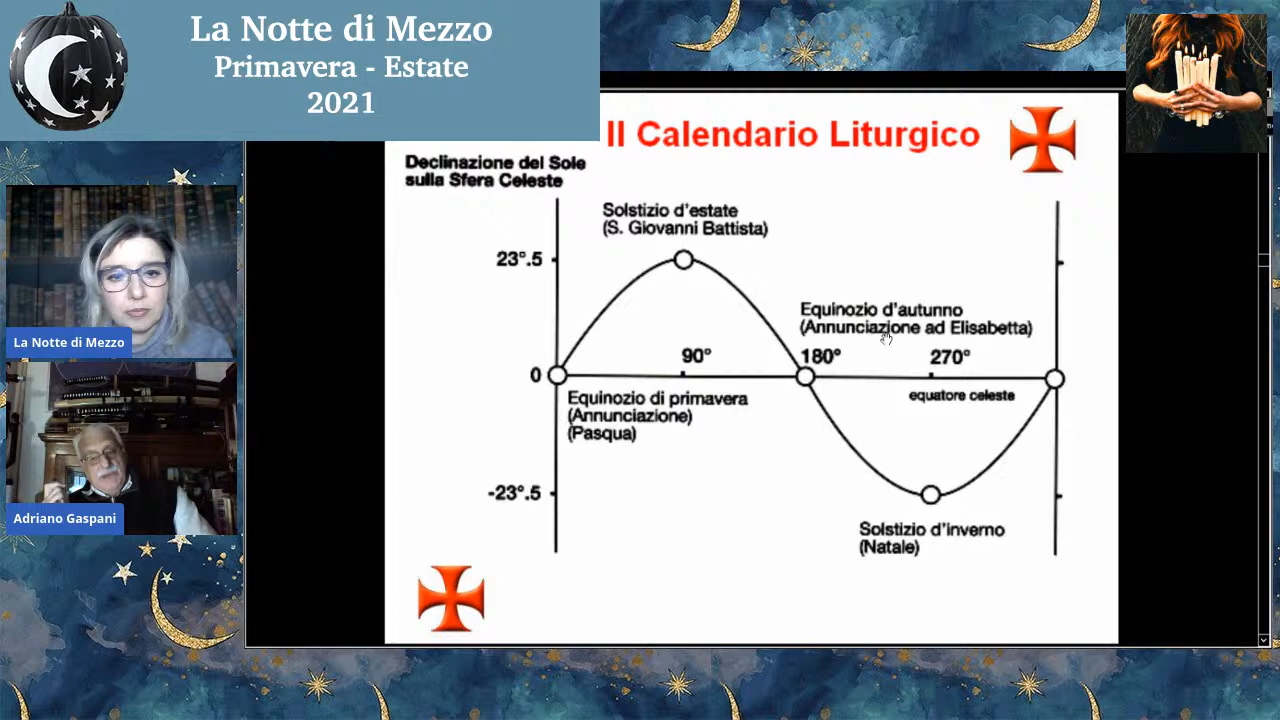 La Notte di Mezzo
Primavera - Estate
2021
Il Calendario Liturgico
Declinazione del Sole
sulla Sfera Celeste
Solstizio d'estate
(S. Giovanni Battista)
23°.5
Equinozio d'autunno
(Annunciazione ad Elisabetta)
90°
180°
270°
0
equatore celeste
Equinozio di primavera
(Annunciazione)
(Pasqua)
-23°.5
Solstizio d'inverno
(Natale)
La Notte di Mezzo
Adriano Gaspani